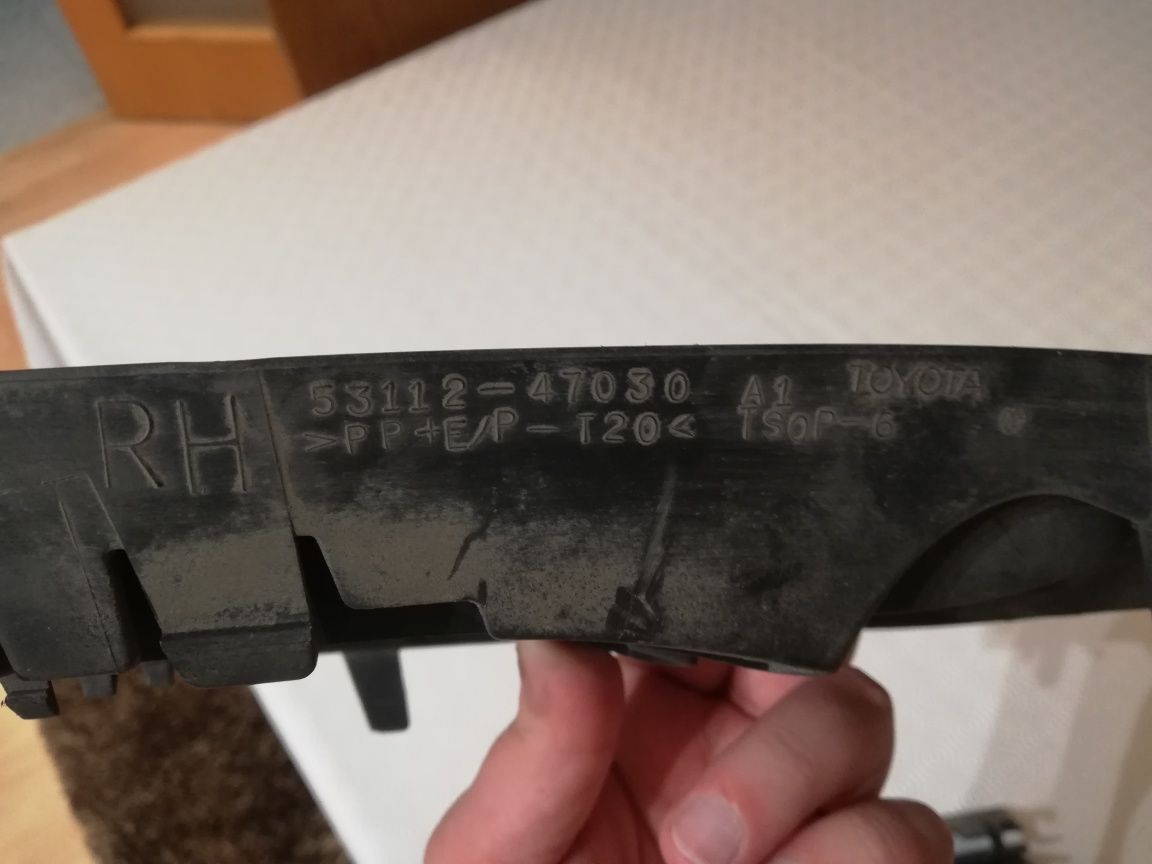 RH
53112-47030 A1 TOYOTA
>PP+E/P-T20< TSOP-6